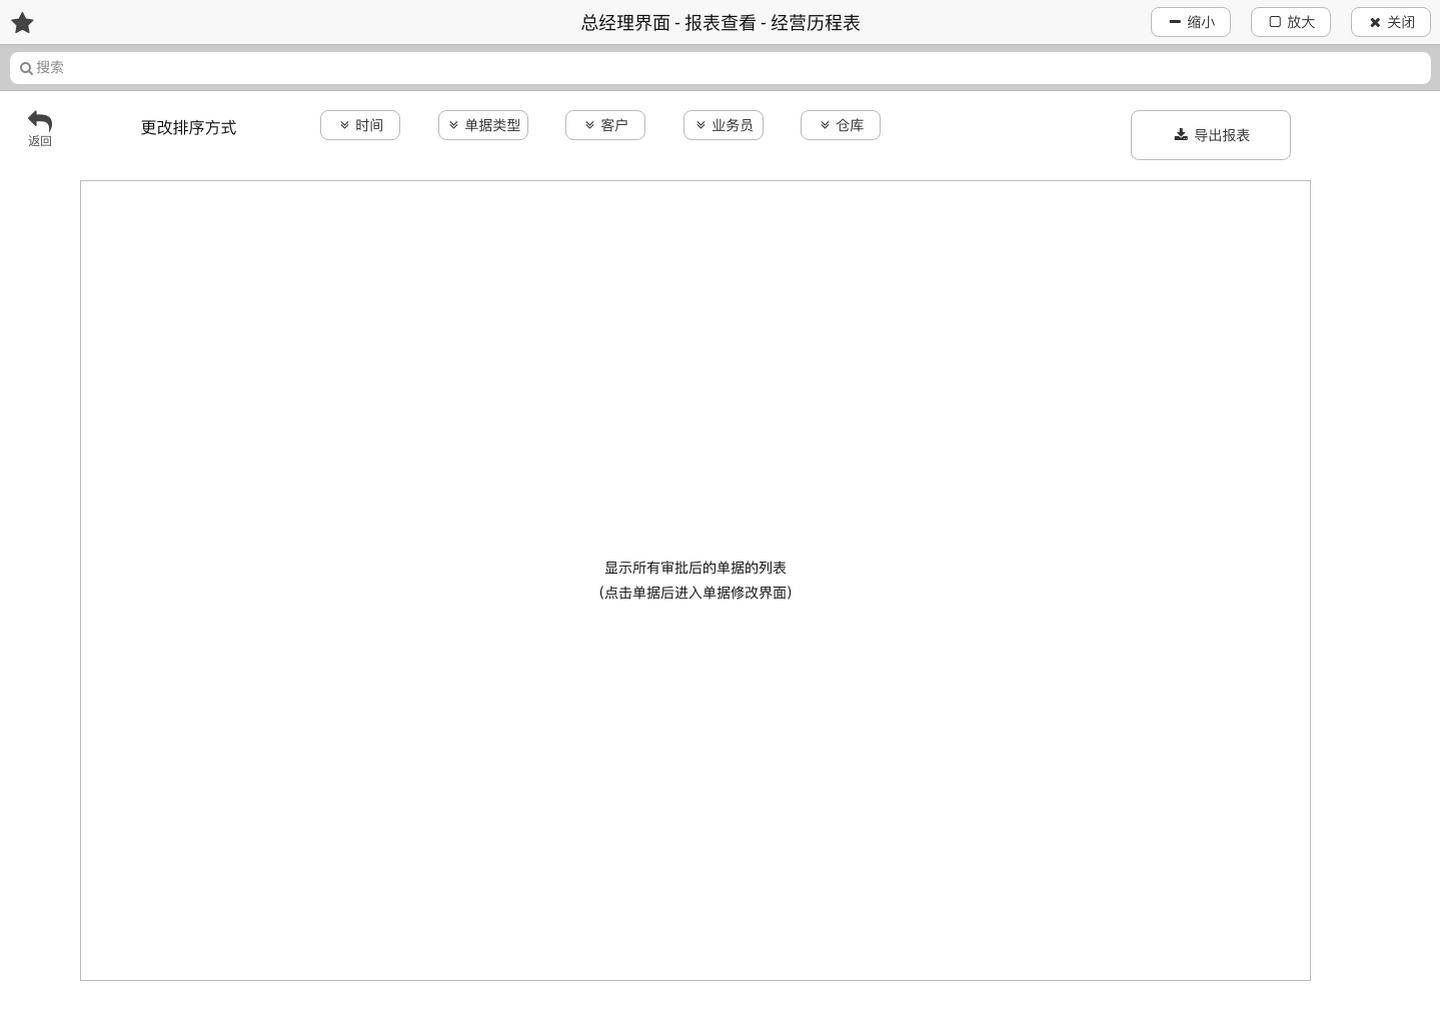 总经理界面 - 报表查看 - 经营历程表
缩小
放大
关闭
搜索
返回
更改排序方式
时间
单据类型
客户
业务员
仓库
导出报表
显示所有审批后的单据的列表
(点击单据后进入单据修改界面)